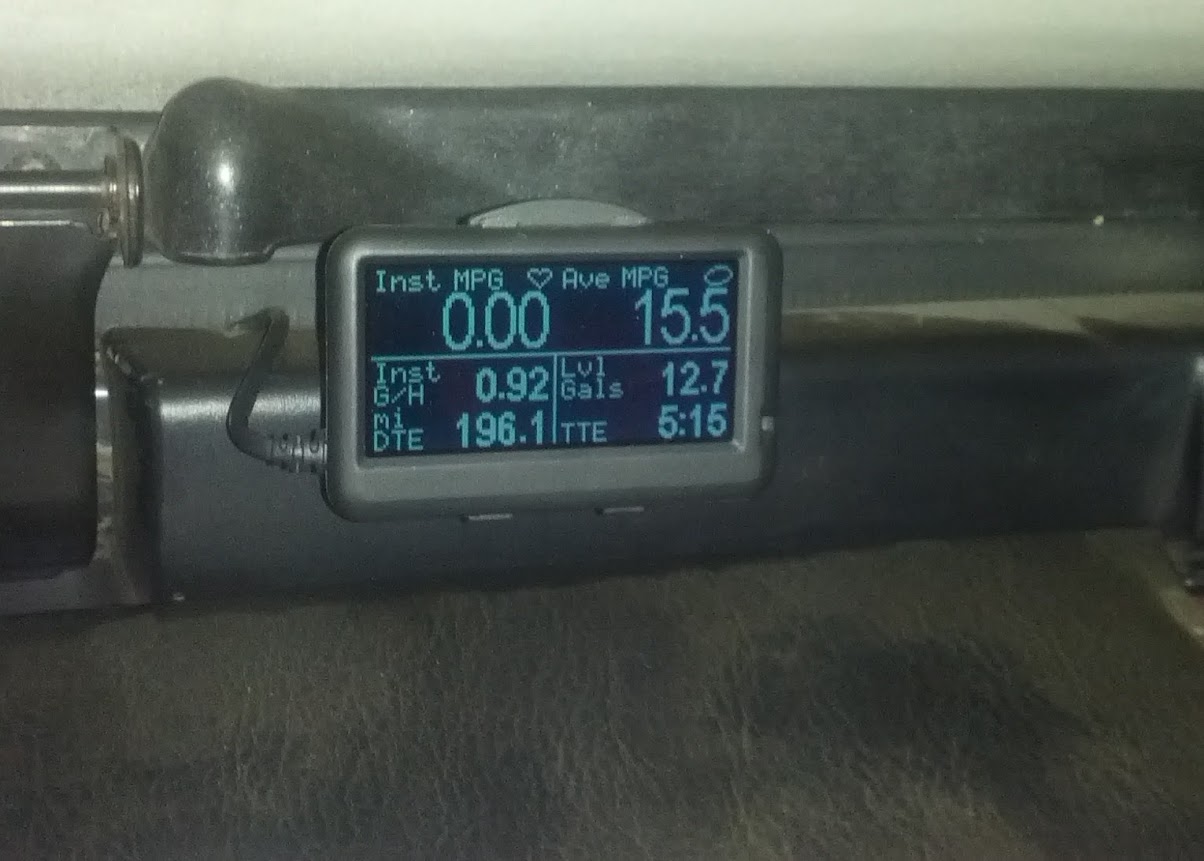 Inst MPG ♡ Ave MPG
0.00 15.5
Inst G/H 0.92 Lvl Gals 12.7
mi DTE 196.1 TTE 5:15